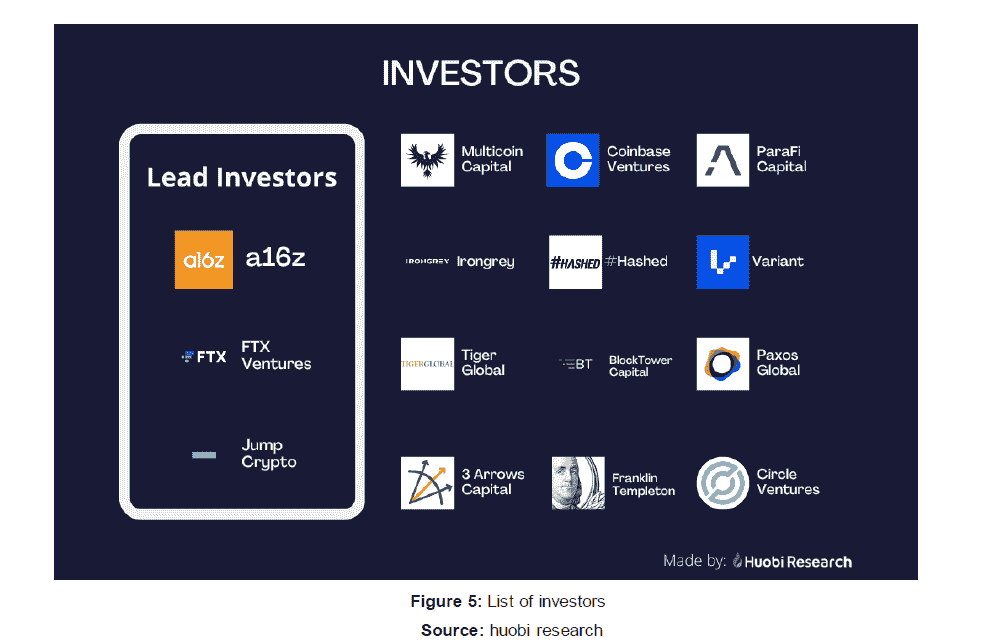 INVESTORS
Lead Investors
a16z a16z
FTX FTX
Ventures
Jump
Crypto
Multicoin
Capital
Coinbase
Ventures
ParaFi
Capital
IRONGREY Irongrey
#HASHED #Hashed
Variant
TIGERGLOBAL Tiger
Global
BT BlockTower
Capital
Paxos
Global
3 Arrows
Capital
Franklin
Templeton
Circle
Ventures
Made by: Huobi Research
Figure 5: List of investors
Source: huobi research